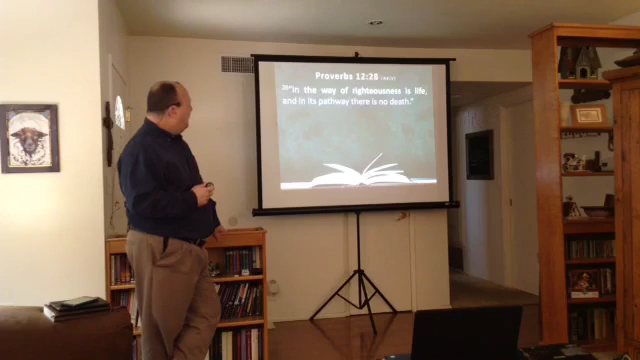 Proverbs 12:28 (NASB)
28"In the way of righteousness is life,
and in its pathway there is no death."